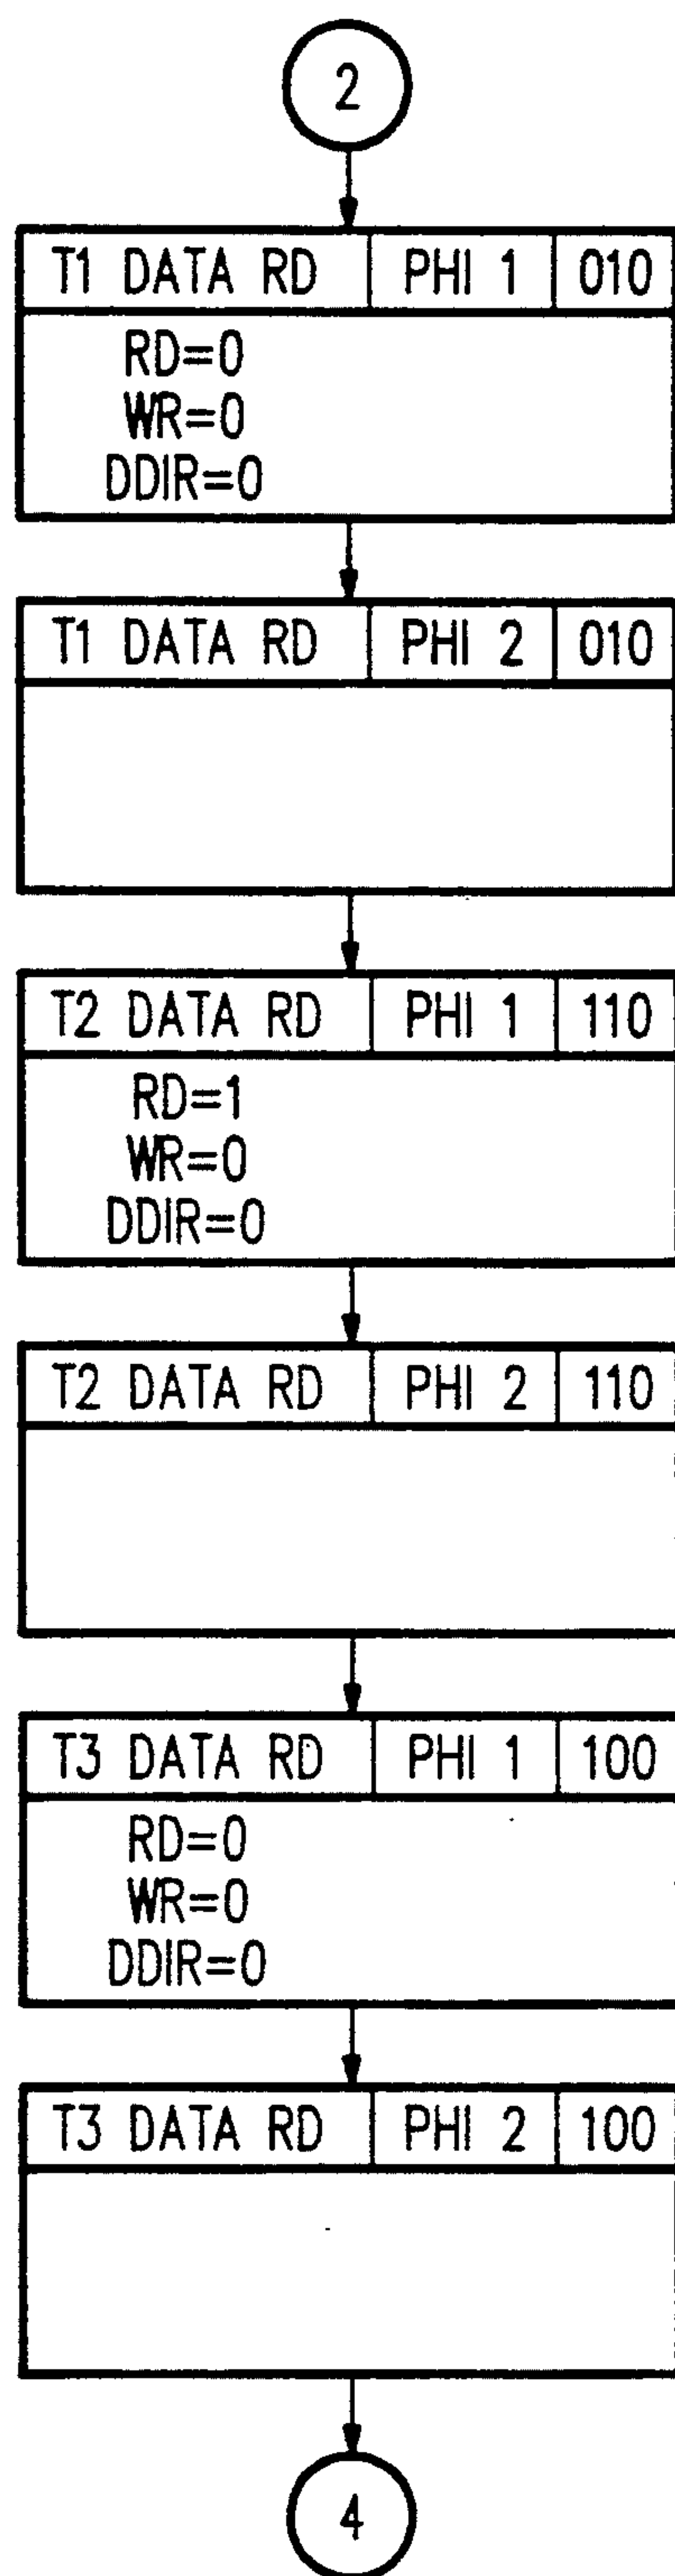 2
T1 DATA RD PHI 1 010
RD=0
WR=0
DDIR=0
T1 DATA RD PHI 2 010
T2 DATA RD PHI 1 110
RD=1
WR=0
DDIR=0
T2 DATA RD PHI 2 110
T3 DATA RD PHI 1 100
RD=0
WR=0
DDIR=0
T3 DATA RD PHI 2 100
4